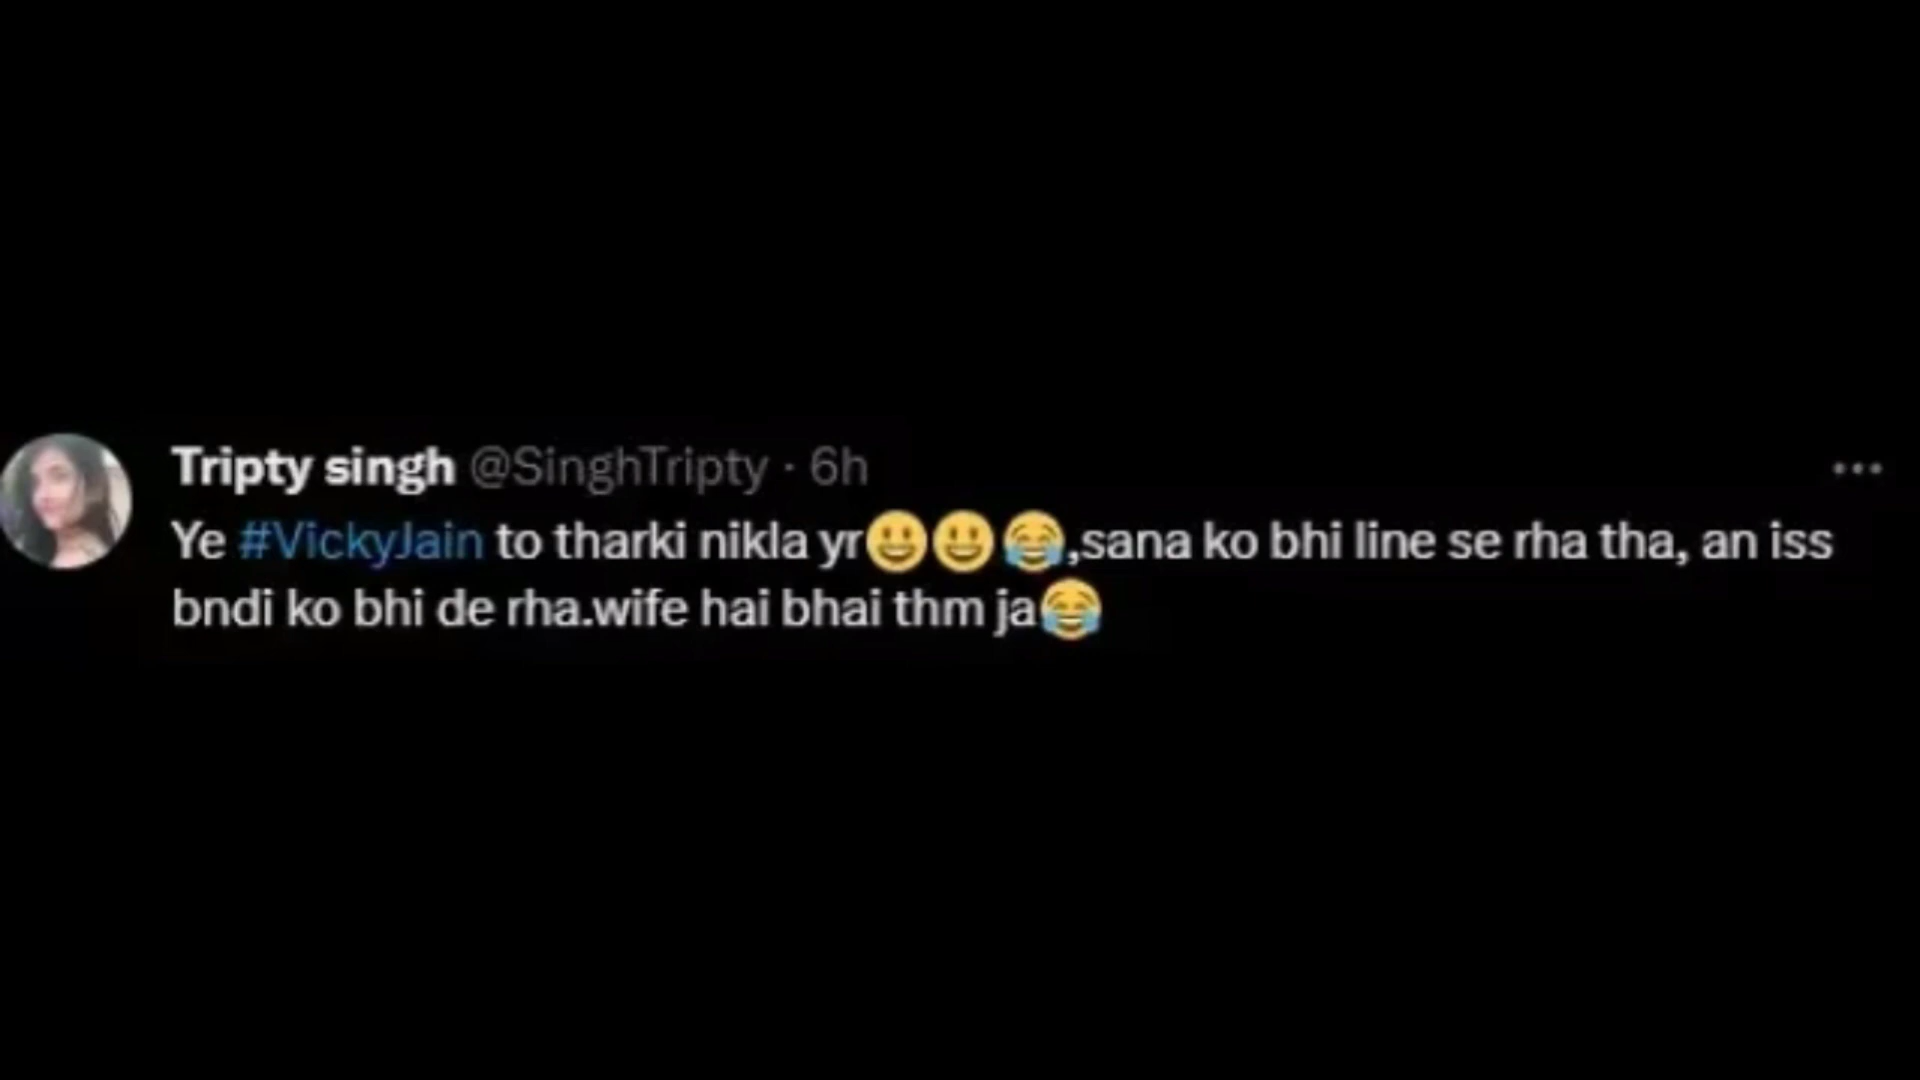 Tripty singh @SinghTripty · 6h
Ye #VickyJain to tharki nikla yr😃😃😂,sana ko bhi line se rha tha, an iss
bndi ko bhi de rha.wife hai bhai thm ja😂